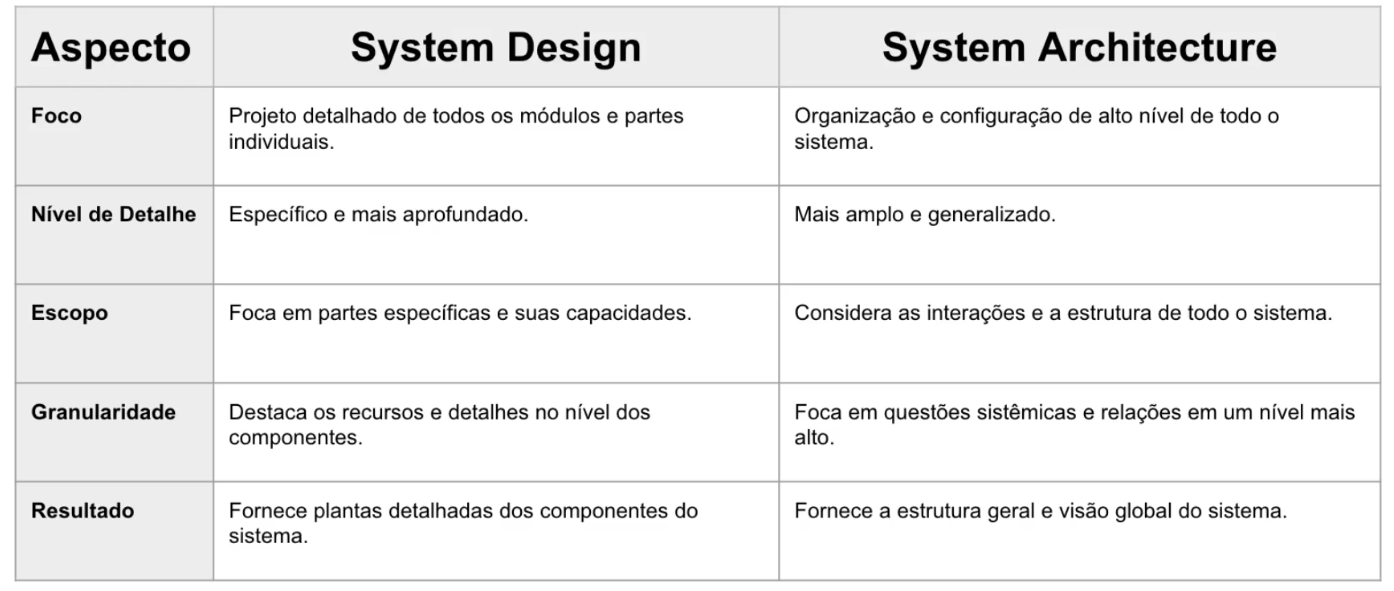 Aspecto System Design System Architecture
Foco
Projeto detalhado de todos os módulos e partes
individuais.
Organização e configuração de alto nível de todo o
sistema.
Nível de Detalhe
Específico e mais aprofundado.
Mais amplo e generalizado.
Escopo
Foca em partes específicas e suas capacidades.
Considera as interações e a estrutura de todo o sistema.
Granularidade
Destaca os recursos e detalhes no nível dos
componentes.
Foca em questões sistêmicas e relações em um nível mais
alto.
Resultado
Fornece plantas detalhadas dos componentes do
sistema.
Fornece a estrutura geral e visão global do sistema.